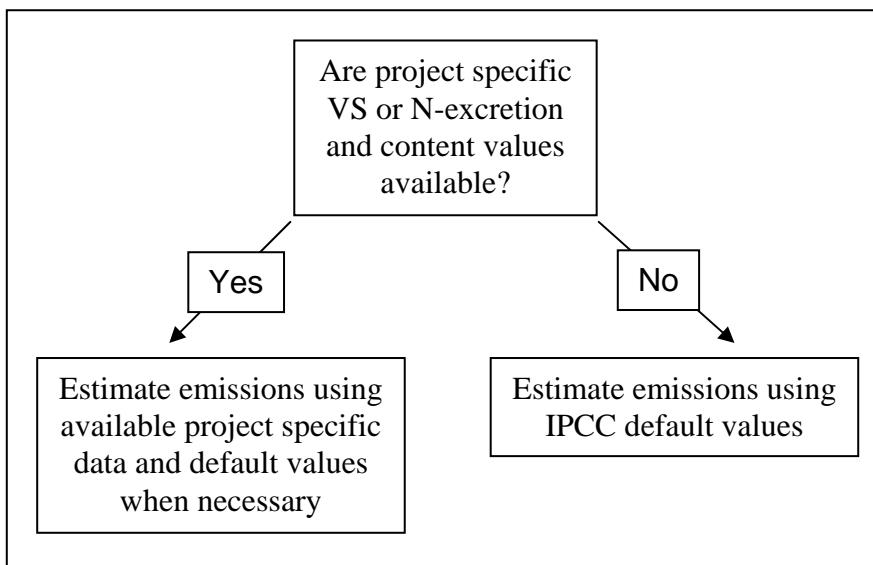 Are project specific
VS or N-excretion
and content values
available?
Yes
No
Estimate emissions using
available project specific
data and default values
when necessary
Estimate emissions using
IPCC default values